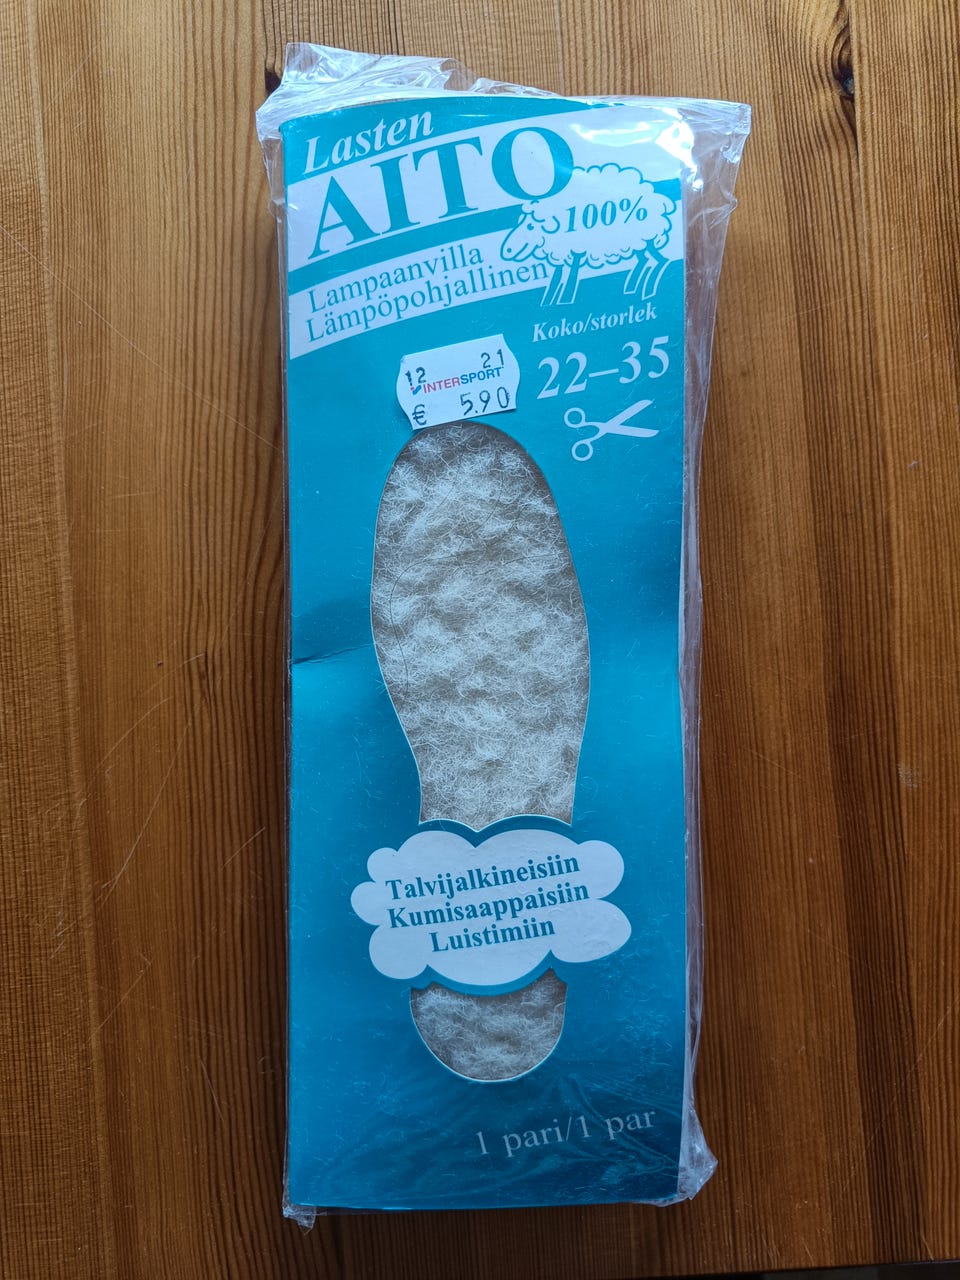 Lasten
AITO
100%
Lampaanvilla
Lämpöpohjallinen
Koko/storlek
22–35
12 21
INTERSPORT
€ 5.90
Talvijalkineisiin
Kumisaappaisiin
Luistimiin
1 pari/1 par